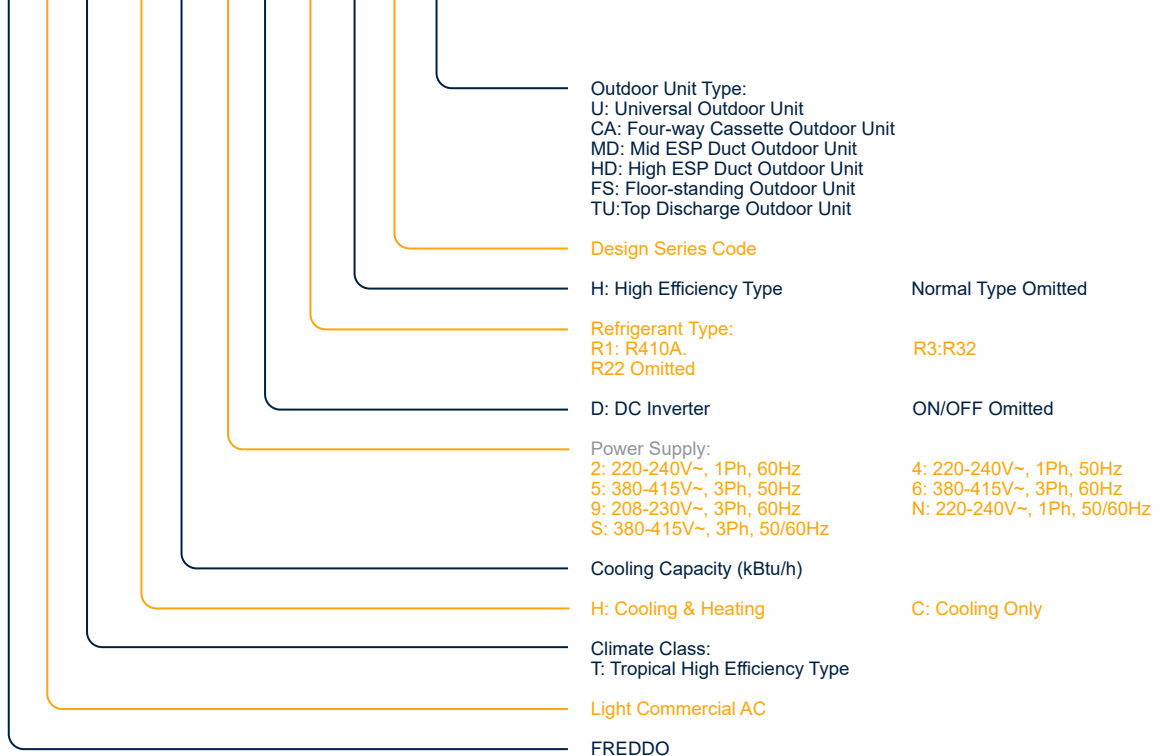 Outdoor Unit Type:
U: Universal Outdoor Unit
CA: Four-way Cassette Outdoor Unit
MD: Mid ESP Duct Outdoor Unit
HD: High ESP Duct Outdoor Unit
FS: Floor-standing Outdoor Unit
TU:Top Discharge Outdoor Unit
Design Series Code
H: High Efficiency Type Normal Type Omitted
Refrigerant Type:
R1: R410A. R3:R32
R22 Omitted
D: DC Inverter ON/OFF Omitted
Power Supply:
2: 220-240V~, 1Ph, 60Hz 4: 220-240V~, 1Ph, 50Hz
5: 380-415V~, 3Ph, 50Hz 6: 380-415V~, 3Ph, 60Hz
9: 208-230V~, 3Ph, 60Hz N: 220-240V~, 1Ph, 50/60Hz
S: 380-415V~, 3Ph, 50/60Hz
Cooling Capacity (kBtu/h)
H: Cooling & Heating C: Cooling Only
Climate Class:
T: Tropical High Efficiency Type
Light Commercial AC
FREDDO